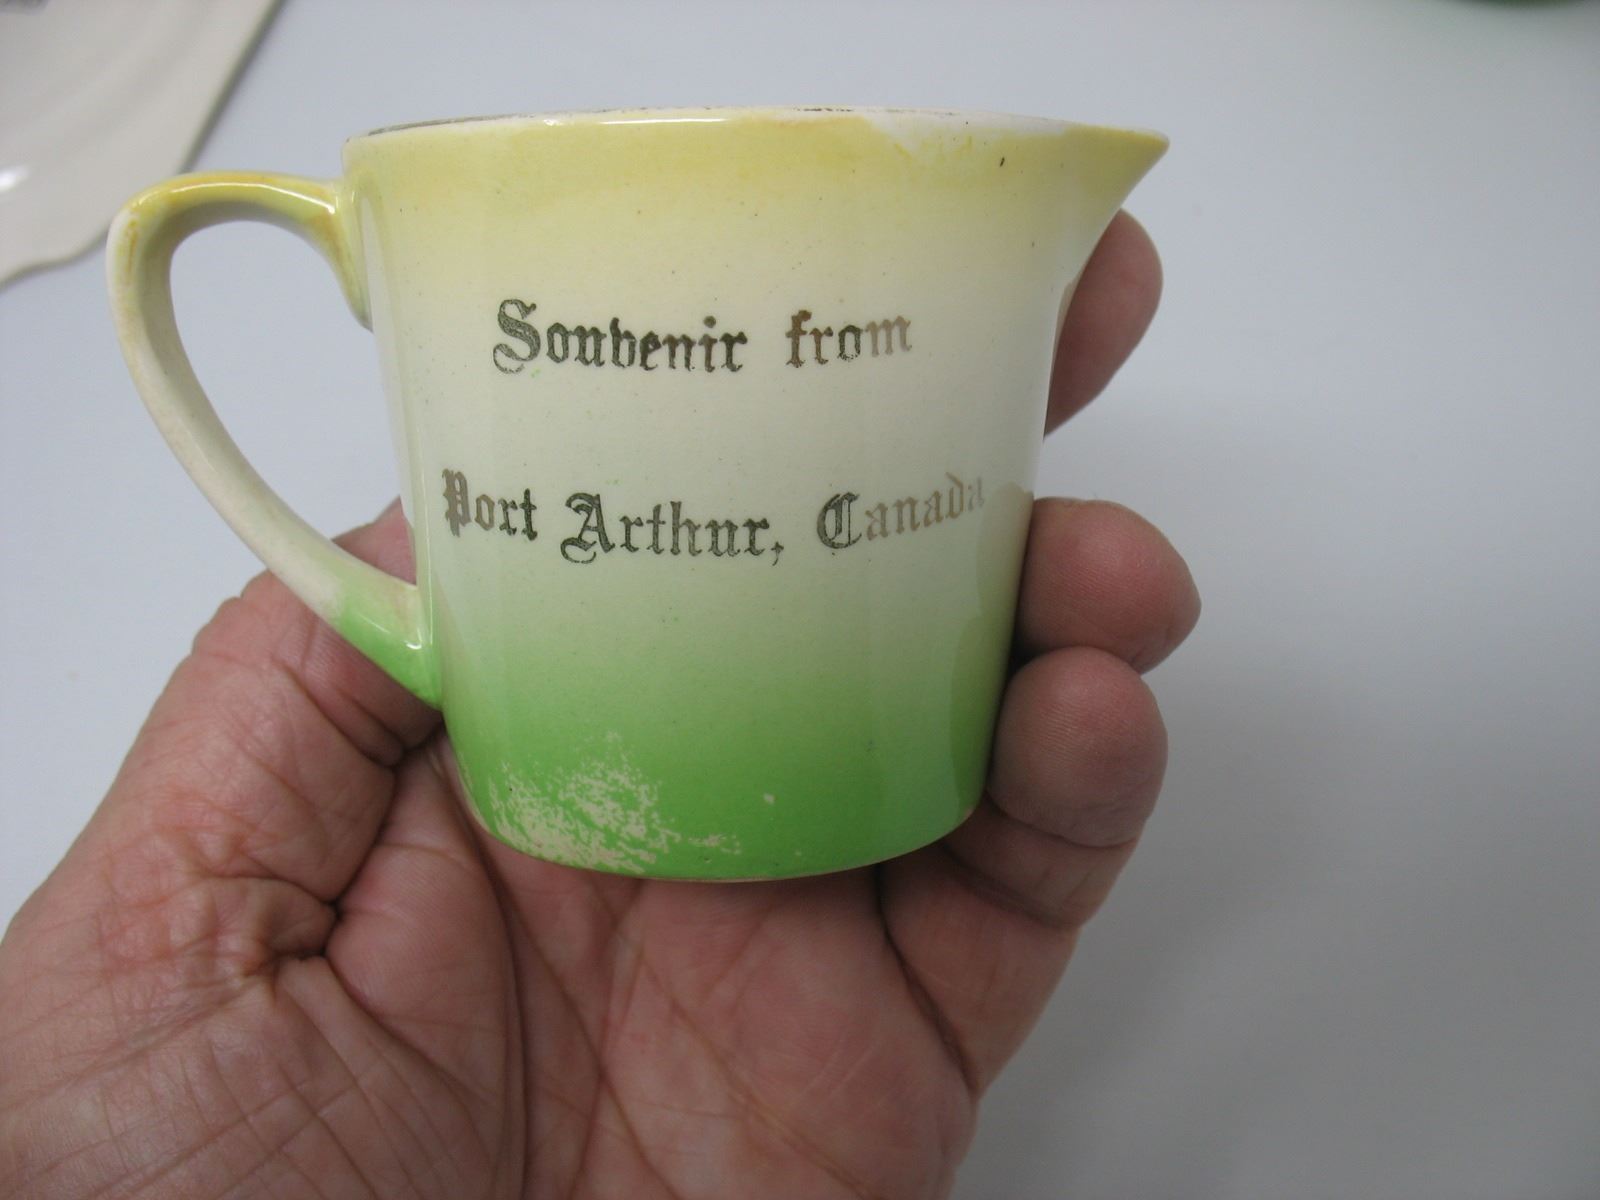 Souvenir from
Port Arthur, Canada